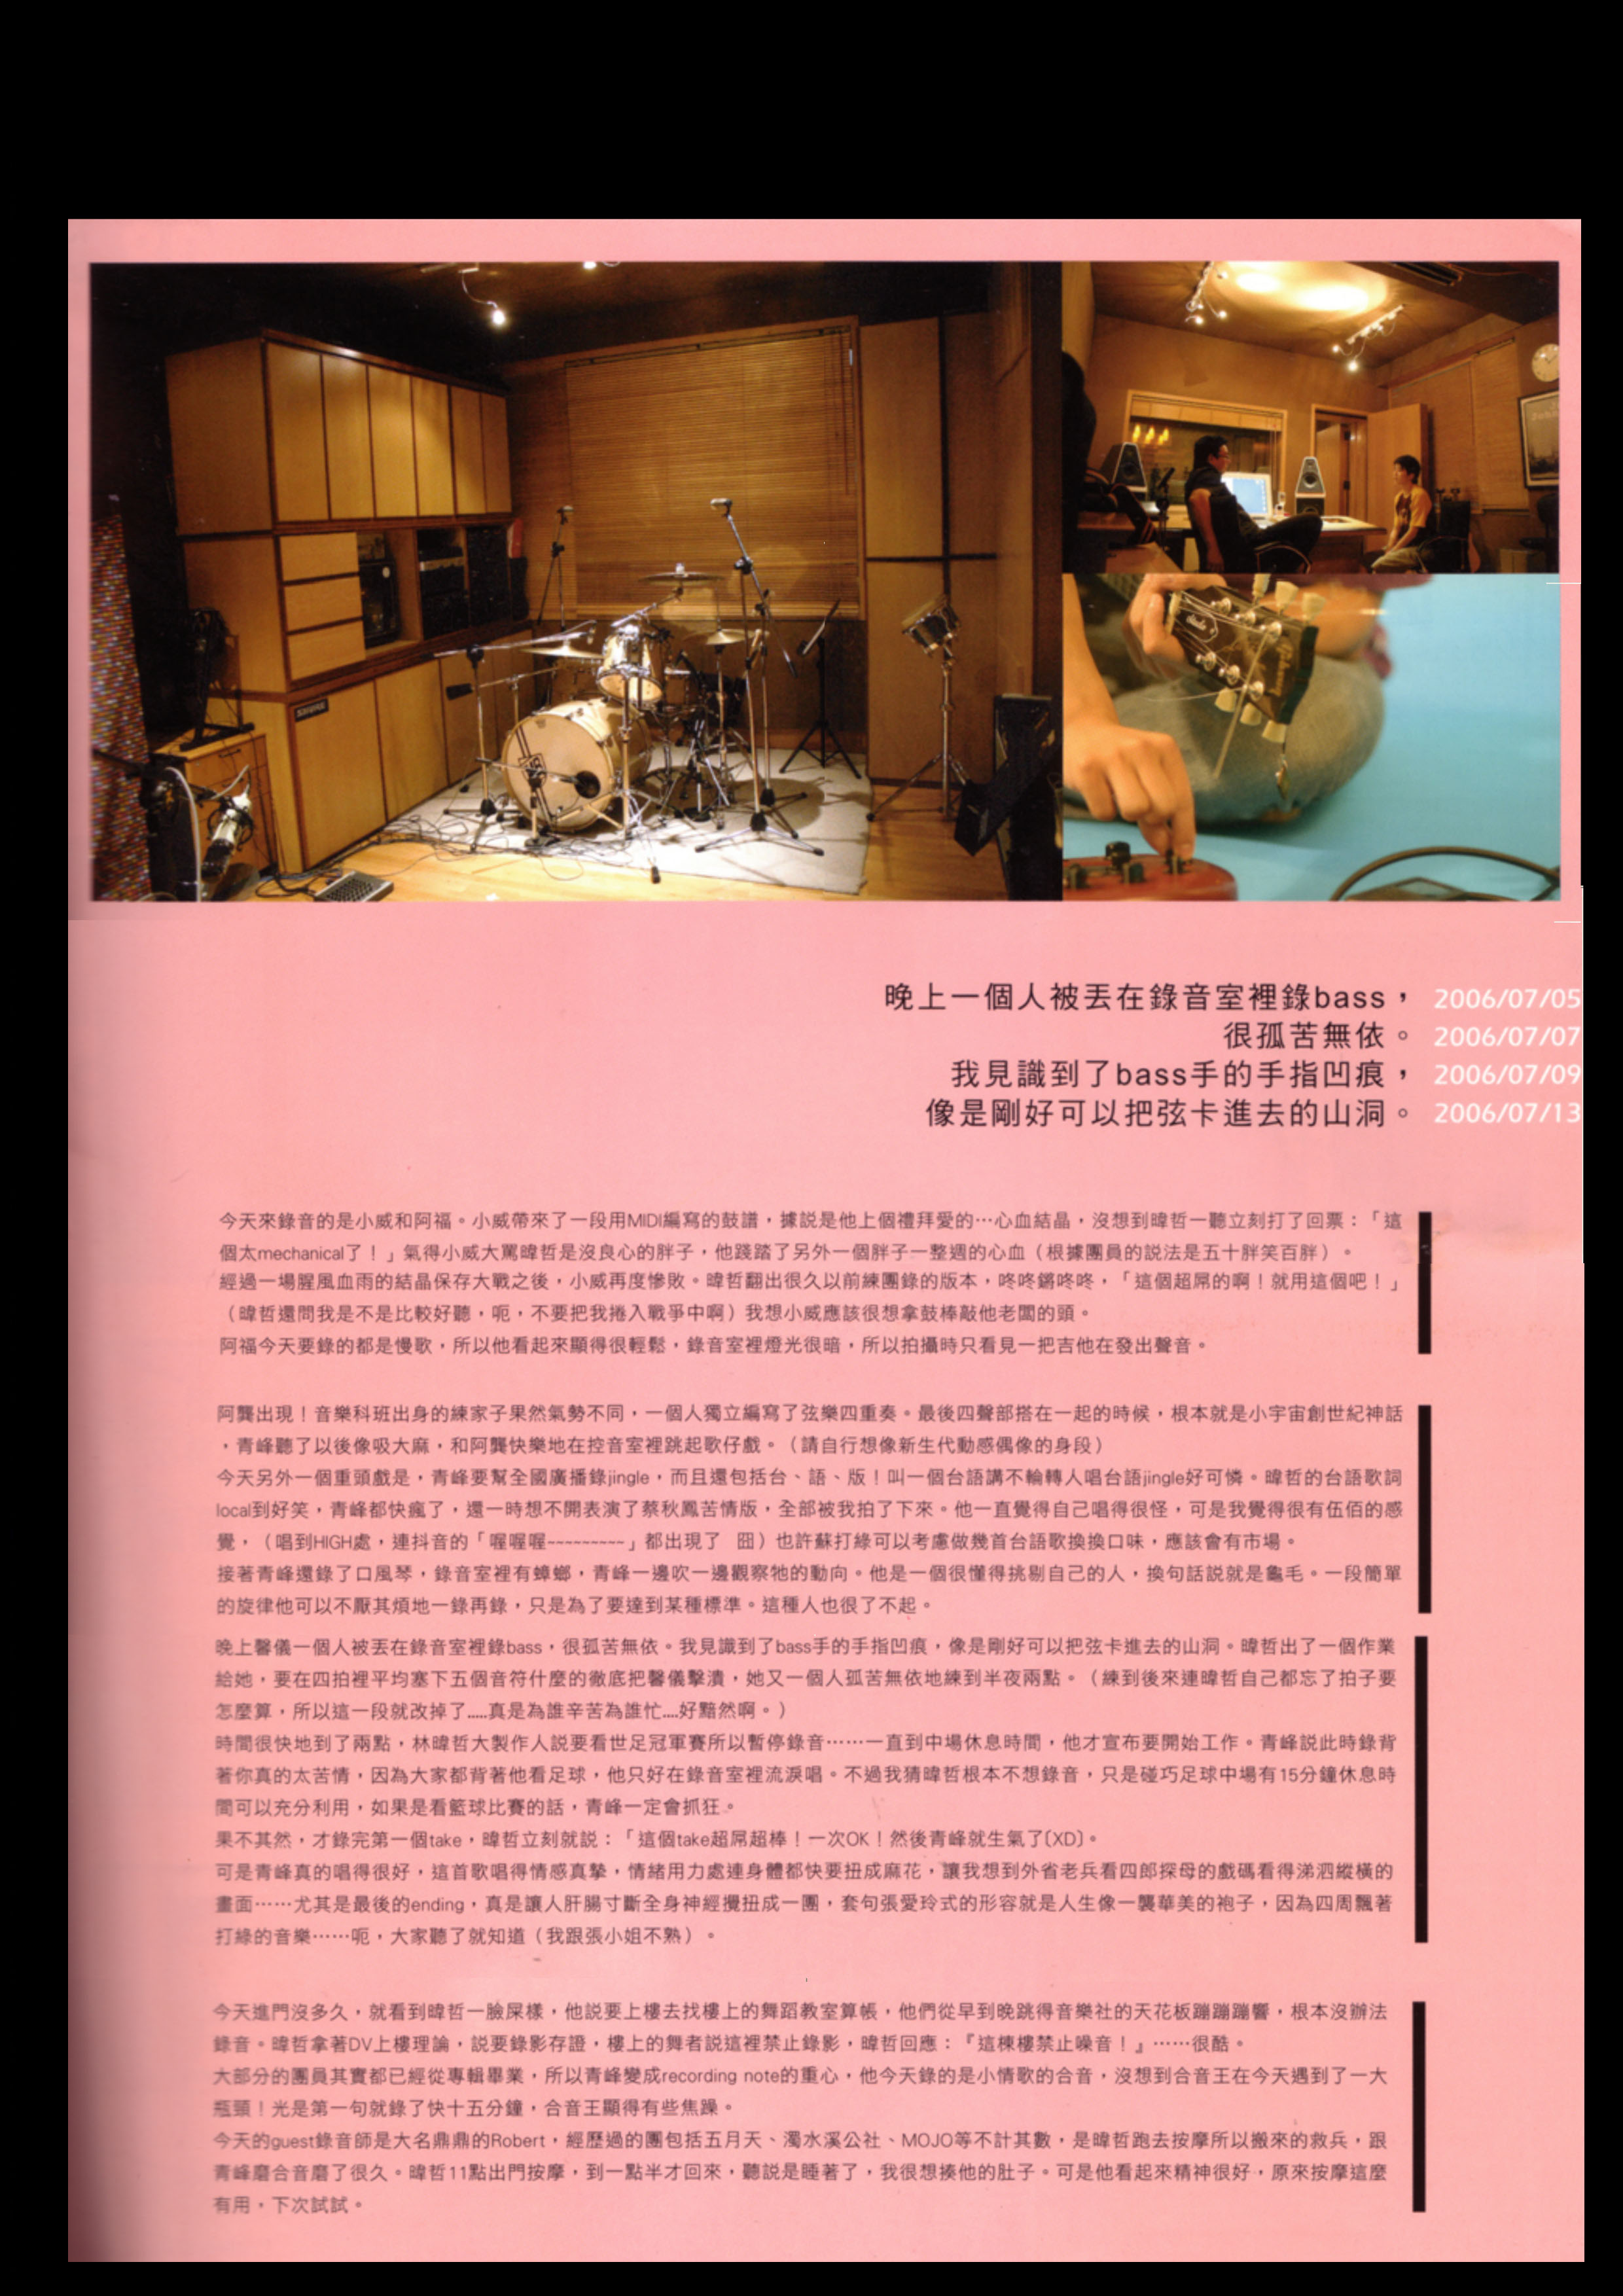 晚上一個人被丟在錄音室裡錄bass， 2006/07/05
很孤苦無依。 2006/07/07
我見識到了bass手的手指凹痕， 2006/07/09
像是剛好可以把弦卡進去的山洞。 2006/07/13
今天來錄音的是小威和阿福。小威帶來了一段用MIDI編寫的鼓譜，據説是他上個禮拜愛的…心血結晶，沒想到暐哲一聽立刻打了回票：「這
個太mechanical了！」氣得小威大罵暐哲是沒良心的胖子，他踐踏了另外一個胖子一整週的心血（根據團員的説法是五十胖笑百胖）。
經過一場腥風血雨的結晶保存大戰之後，小威再度慘敗。暐哲翻出很久以前練團錄的版本，咚咚鏘咚咚，「這個超屌的啊！就用這個吧！」
（暐哲還問我是不是比較好聽，呃，不要把我捲入戰爭中啊）我想小威應該很想拿鼓棒敲他老闆的頭。
阿福今天要錄的都是慢歌，所以他看起來顯得很輕鬆，錄音室裡燈光很暗，所以拍攝時只看見一把吉他在發出聲音。
阿龔出現！音樂科班出身的練家子果然氣勢不同，一個人獨立編寫了弦樂四重奏。最後四聲部搭在一起的時候，根本就是小宇宙創世紀神話
，青峰聽了以後像吸大麻，和阿龔快樂地在控音室裡跳起歌仔戲。（請自行想像新生代動感偶像的身段）
今天另外一個重頭戲是，青峰要幫全國廣播錄jingle，而且還包括台、語、版！叫一個台語講不輪轉人唱台語jingle好可憐。暐哲的台語歌詞
local到好笑，青峰都快瘋了，還一時想不開表演了蔡秋鳳苦情版，全部被我拍了下來。他一直覺得自己唱得很怪，可是我覺得很有伍佰的感
覺，（唱到HIGH處，連抖音的「喔喔喔~~~~~~~~~」都出現了 囧）也許蘇打綠可以考慮做幾首台語歌換換口味，應該會有市場。
接著青峰還錄了口風琴，錄音室裡有蟑螂，青峰一邊吹一邊觀察牠的動向。他是一個很懂得挑剔自己的人，換句話説就是龜毛。一段簡單
的旋律他可以不厭其煩地一錄再錄，只是為了要達到某種標準。這種人也很了不起。
晚上馨儀一個人被丟在錄音室裡錄bass，很孤苦無依。我見識到了bass手的手指凹痕，像是剛好可以把弦卡進去的山洞。暐哲出了一個作業
給她，要在四拍裡平均塞下五個音符什麼的徹底把馨儀擊潰，她又一個人孤苦無依地練到半夜兩點。（練到後來連暐哲自己都忘了拍子要
怎麼算，所以這一段就改掉了.....真是為誰辛苦為誰忙....好黯然啊。）
時間很快地到了兩點，林暐哲大製作人説要看世足冠軍賽所以暫停錄音……一直到中場休息時間，他才宣布要開始工作。青峰説此時錄背
著你真的太苦情，因為大家都背著他看足球，他只好在錄音室裡流淚唱。不過我猜暐哲根本不想錄音，只是碰巧足球中場有15分鐘休息時
間可以充分利用，如果是看籃球比賽的話，青峰一定會抓狂。
果不其然，才錄完第一個take，暐哲立刻就説：「這個take超屌超棒！一次OK！然後青峰就生氣了(XD)。
可是青峰真的唱得很好，這首歌唱得情感真摯，情緒用力處連身體都快要扭成麻花，讓我想到外省老兵看四郎探母的戲碼看得涕泗縱橫的
畫面……尤其是最後的ending，真是讓人肝腸寸斷全身神經攪扭成一團，套句張愛玲式的形容就是人生像一襲華美的袍子，因為四周飄著
打綠的音樂……呃，大家聽了就知道（我跟張小姐不熟）。
今天進門沒多久，就看到暐哲一臉屎樣，他説要上樓去找樓上的舞蹈教室算帳，他們從早到晚跳得音樂社的天花板蹦蹦蹦響，根本沒辦法
錄音。暐哲拿著DV上樓理論，説要錄影存證，樓上的舞者説這裡禁止錄影，暐哲回應：『這棟樓禁止噪音！』……很酷。
大部分的團員其實都已經從專輯畢業，所以青峰變成recording note的重心，他今天錄的是小情歌的合音，沒想到合音王在今天遇到了一大
瓶頸！光是第一句就錄了快十五分鐘，合音王顯得有些焦躁。
今天的guest錄音師是大名鼎鼎的Robert，經歷過的團包括五月天、濁水溪公社、MOJO等不計其數，是暐哲跑去按摩所以搬來的救兵，跟
青峰磨合音磨了很久。暐哲11點出門按摩，到一點半才回來，聽説是睡著了，我很想揍他的肚子。可是他看起來精神很好，原來按摩這麼
有用，下次試試。